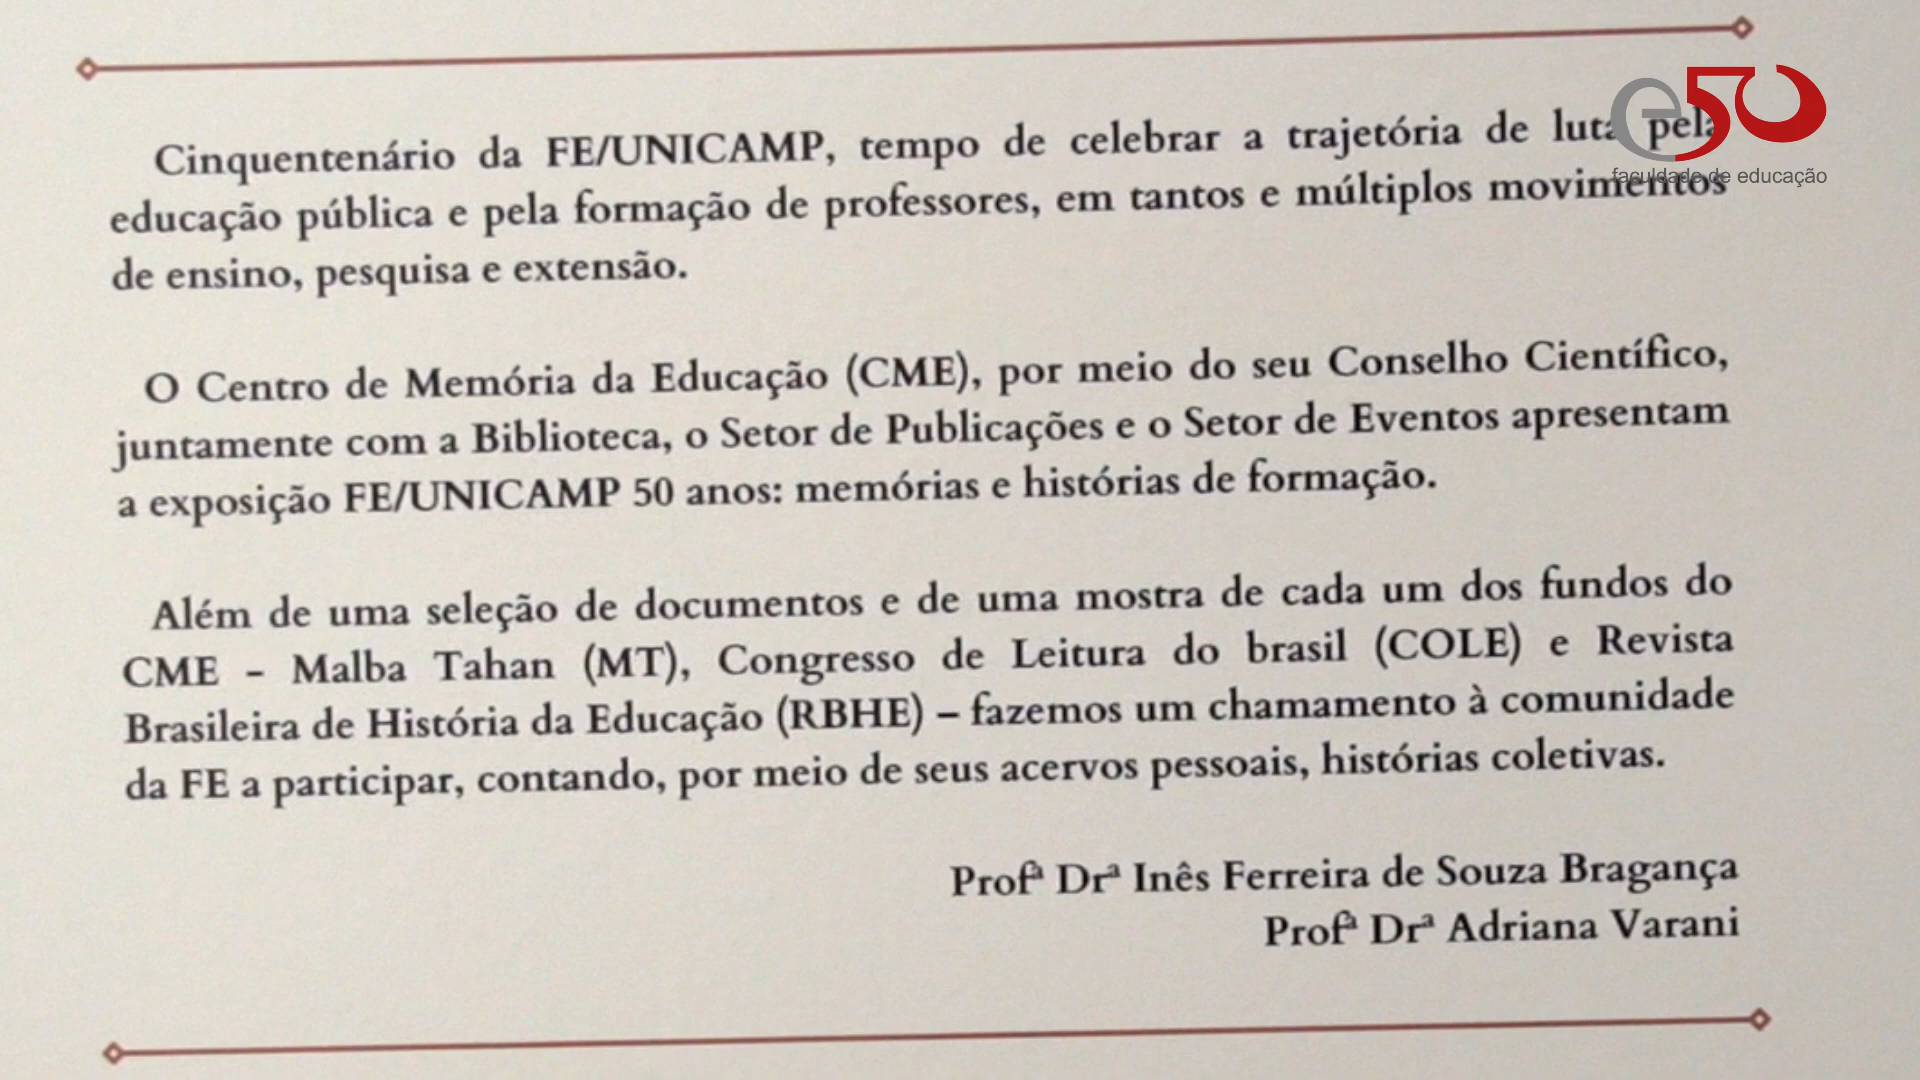 Cinquentenário da FE/UNICAMP, tempo de celebrar a trajetória de luta pela
educação pública e pela formação de professores, em tantos e múltiplos movimentos
de ensino, pesquisa e extensão.
O Centro de Memória da Educação (CME), por meio do seu Conselho Científico,
juntamente com a Biblioteca, o Setor de Publicações e o Setor de Eventos apresentam
a exposição FE/UNICAMP 50 anos: memórias e histórias de formação.
Além de uma seleção de documentos e de uma mostra de cada um dos fundos do
CME - Malba Tahan (MT), Congresso de Leitura do brasil (COLE) e Revista
Brasileira de História da Educação (RBHE) – fazemos um chamamento à comunidade
da FE a participar, contando, por meio de seus acervos pessoais, histórias coletivas.
Profª Drª Inês Ferreira de Souza Bragança
Profª Drª Adriana Varani
e50
faculdade de educação